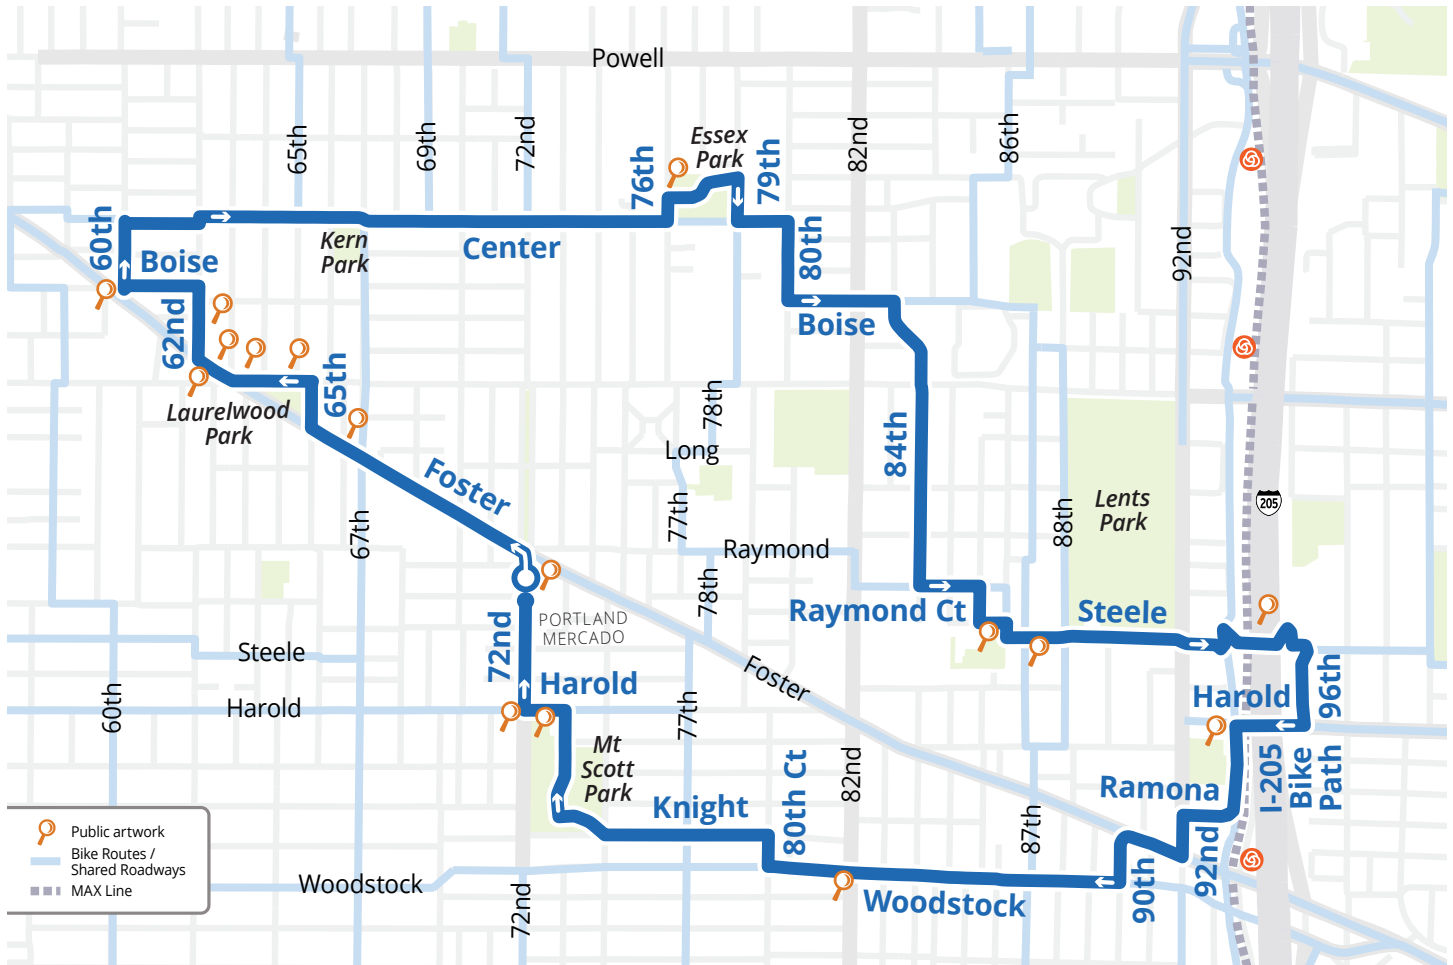 Powell
65th
69th
72nd
76th
Essex
Park
79th
82nd
86th
60th
Boise
Kern
Park
Center
80th
92nd
62nd
65th
Boise
Laurelwood
Park
Foster
78th
Long
84th
67th
77th
Raymond
88th
Lents
Park
205
78th
Raymond Ct
Steele
PORTLAND
MERCADO
72nd
Steele
Foster
Harold
Harold
60th
Harold
77th
96th
Mt
Scott
Park
80th Ct
82nd
I-205
Bike
Path
Ramona
Knight
87th
92nd
90th
Woodstock
Woodstock
72nd
Public artwork
Bike Routes /
Shared Roadways
MAX Line